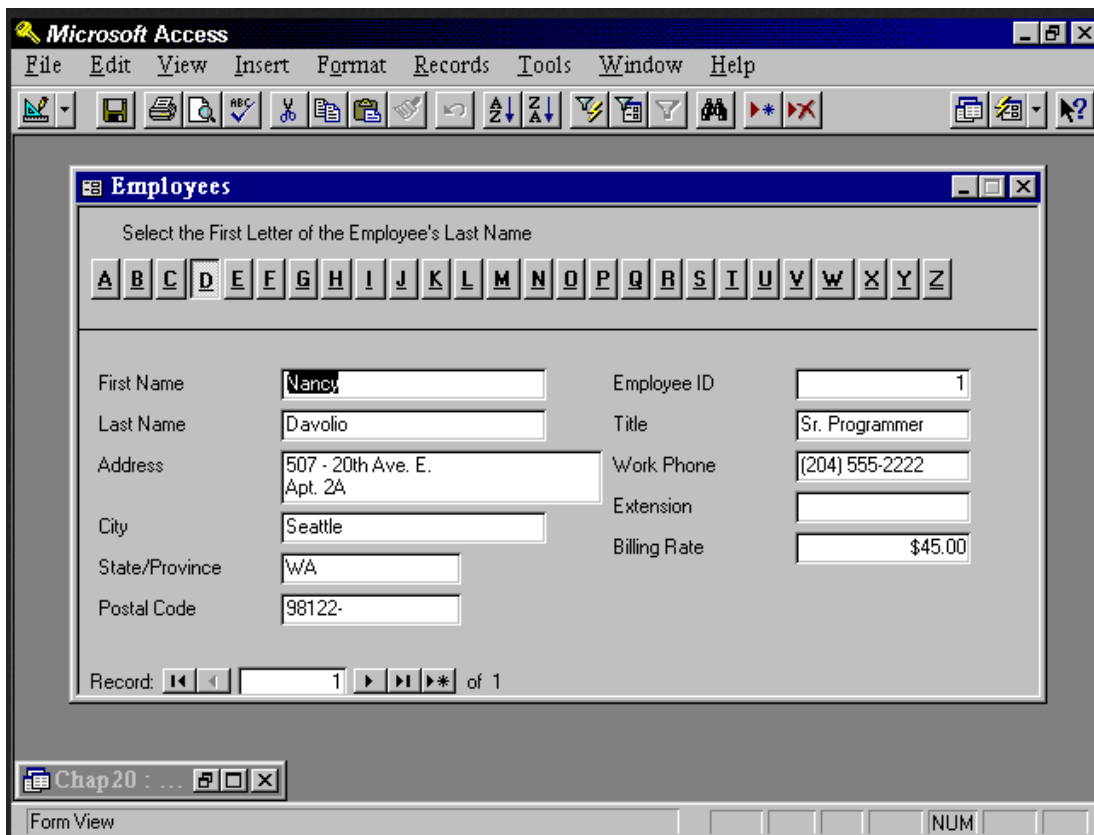 Microsoft Access
File Edit View Insert Format Records Tools Window Help
ABC A Z Z A ?
Employees
Select the First Letter of the Employee's Last Name
A B C D E F G H I J K L M N O P Q R S T U V W X Y Z
First Name Nancy Employee ID 1
Last Name Davolio Title Sr. Programmer
Address 507 - 20th Ave. E. Work Phone (204) 555-2222
Apt. 2A
Extension
City Seattle
Billing Rate $45.00
State/Province WA
Postal Code 98122-
Record: 1 of 1
Chap20 : ...
Form View NUM